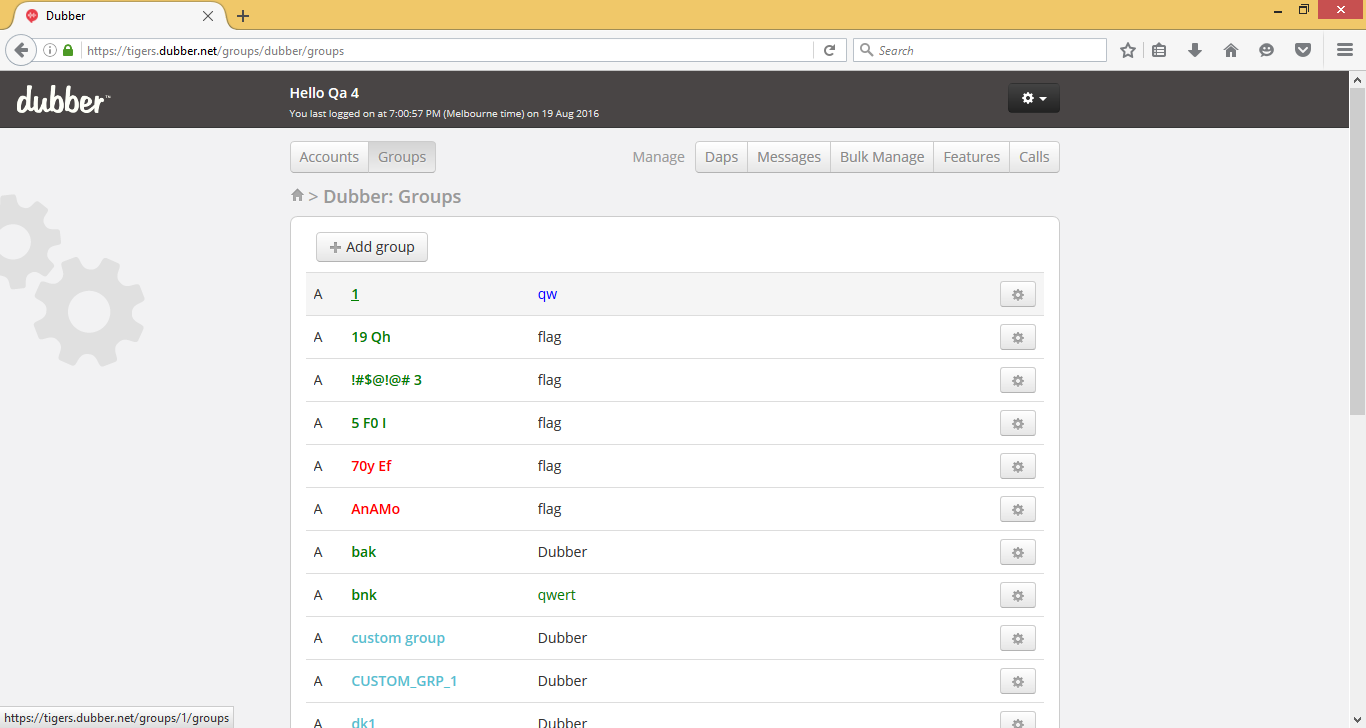 Dubber
https://tigers.dubber.net/groups/dubber/groups
Search
dubber™
Hello Qa 4
You last logged on at 7:00:57 PM (Melbourne time) on 19 Aug 2016
Accounts Groups Manage Daps Messages Bulk Manage Features Calls
> Dubber: Groups
Add group
A 1 qw
A 19 Qh flag
A !#$@!@# 3 flag
A 5 F0 I flag
A 70y Ef flag
A AnAMo flag
A bak Dubber
A bnk qwert
A custom group Dubber
A CUSTOM_GRP_1 Dubber
A dk1 Dubber
https://tigers.dubber.net/groups/1/groups